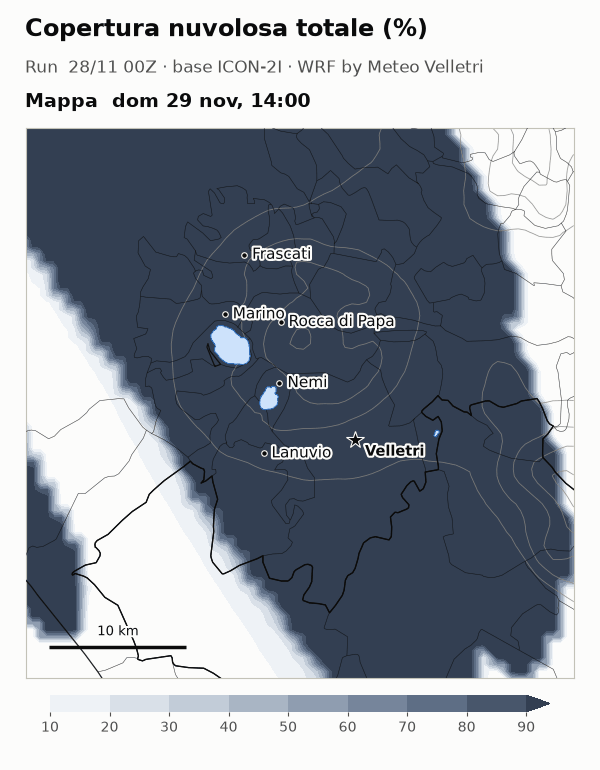 Copertura nuvolosa totale (%)
Run  28/11 00Z · base ICON-2I · WRF by Meteo Velletri
Mappa  dom 29 nov, 14:00
Frascati
Marino
Rocca di Papa
Nemi
Velletri
Lanuvio
10 km
10 20 30 40 50 60 70 80 90